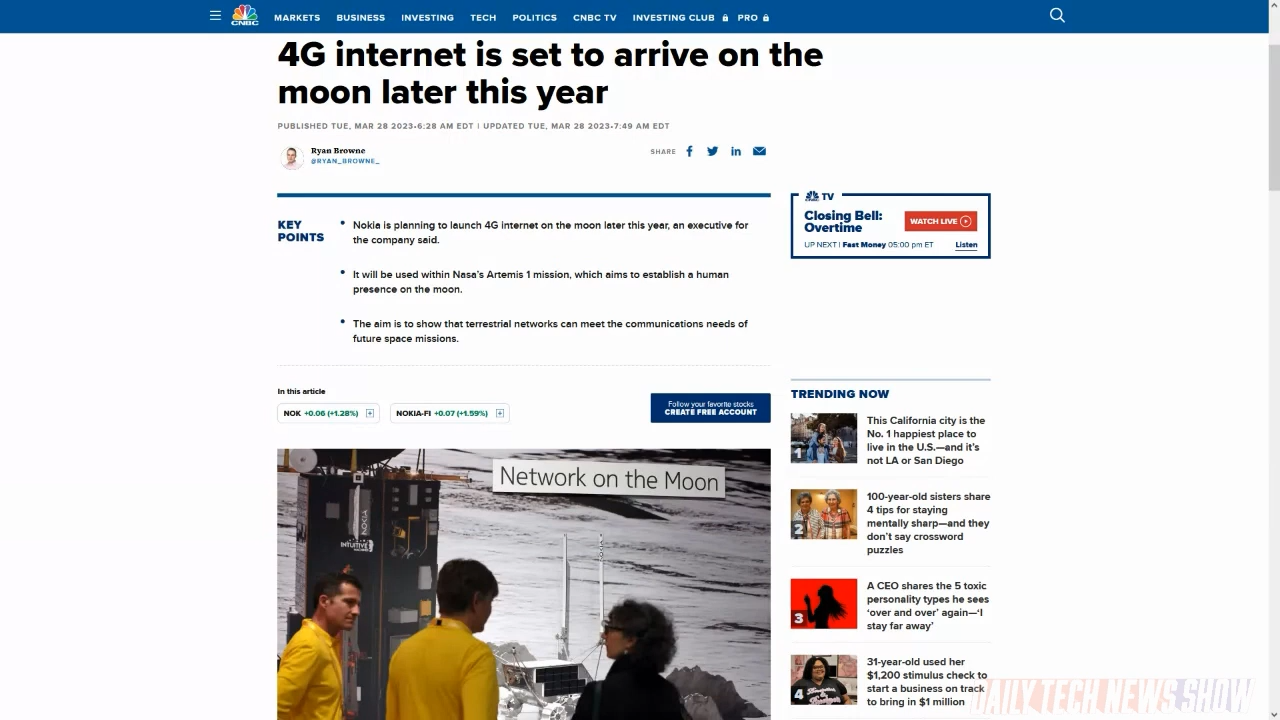 CNBC
MARKETS BUSINESS INVESTING TECH POLITICS CNBC TV INVESTING CLUB PRO
4G internet is set to arrive on the
moon later this year
PUBLISHED TUE, MAR 28 2023•6:28 AM EDT | UPDATED TUE, MAR 28 2023•7:49 AM EDT
Ryan Browne
@RYAN_BROWNE_
SHARE
KEY
POINTS
Nokia is planning to launch 4G internet on the moon later this year, an executive for
the company said.
It will be used within Nasa's Artemis 1 mission, which aims to establish a human
presence on the moon.
The aim is to show that terrestrial networks can meet the communications needs of
future space missions.
In this article
NOK +0.06 (+1.28%)
NOKIA-FI +0.07 (+1.59%)
Follow your favorite stocks
CREATE FREE ACCOUNT
Network on the Moon
NOKIA
INTUITIVE
MACHINES
TV
Closing Bell:
Overtime
WATCH LIVE
UP NEXT | Fast Money 05:00 pm ET
Listen
TRENDING NOW
1
This California city is the
No. 1 happiest place to
live in the U.S.—and it's
not LA or San Diego
2
100-year-old sisters share
4 tips for staying
mentally sharp—and they
don't say crossword
puzzles
3
A CEO shares the 5 toxic
personality types he sees
‘over and over’ again—‘I
stay far away’
4
31-year-old used her
$1,200 stimulus check to
start a business on track
to bring in $1 million
DAILY TECH NEWS SHOW